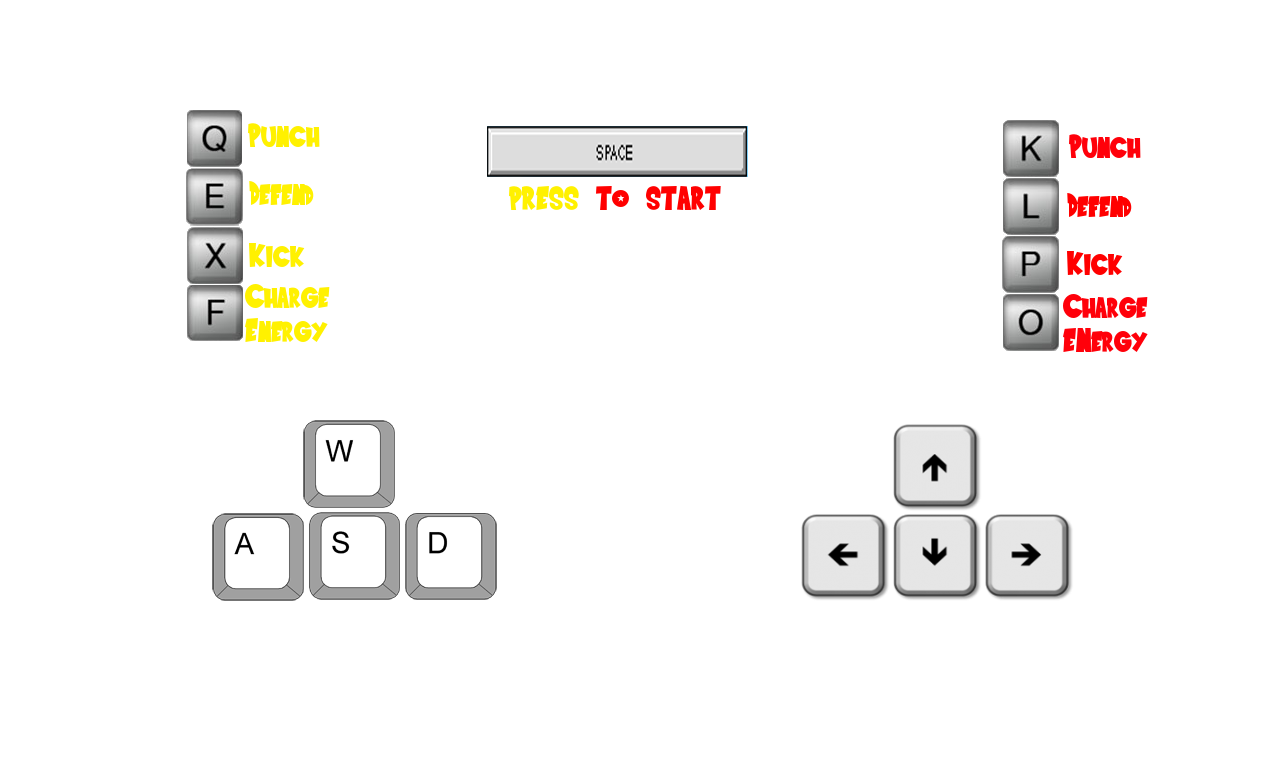 Q PUNCH
E DEFEND
X KICK
F CHARGE
ENERGY
SPACE
PRESS TO START
K PUNCH
L DEFEND
P KICK
O CHARGE
ENERGY
W
A S D
↑
← ↓ →